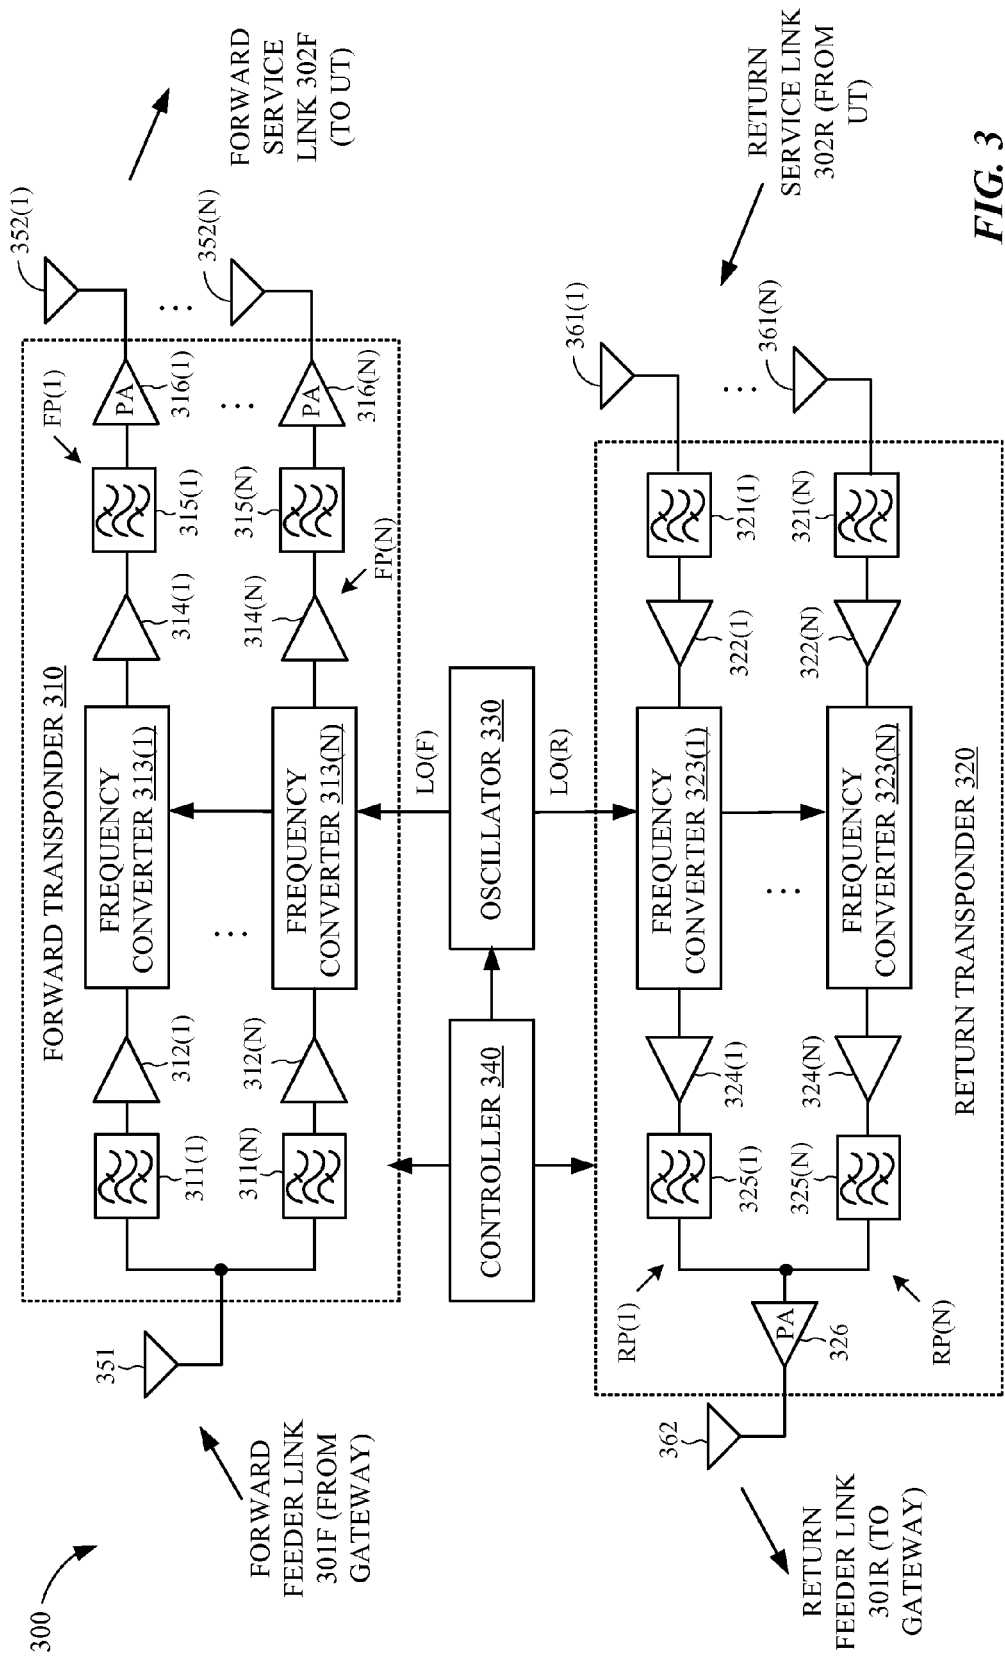 300
FORWARD
FEEDER LINK
301F (FROM
GATEWAY)
351
FORWARD TRANSPONDER 310
311(1)
312(1)
FREQUENCY
CONVERTER 313(1)
314(1)
315(1)
FP(1)
PA
316(1)
352(1)
. . .
. . .
. . .
311(N)
312(N)
FREQUENCY
CONVERTER 313(N)
314(N)
315(N)
FP(N)
PA
316(N)
352(N)
FORWARD
SERVICE
LINK 302F
(TO UT)
LO(F)
CONTROLLER 340
OSCILLATOR 330
LO(R)
RETURN
SERVICE LINK
302R (FROM
UT)
361(1)
321(1)
322(1)
FREQUENCY
CONVERTER 323(1)
324(1)
325(1)
RP(1)
. . .
. . .
361(N)
321(N)
322(N)
FREQUENCY
CONVERTER 323(N)
324(N)
325(N)
RP(N)
PA
326
362
RETURN TRANSPONDER 320
RETURN
FEEDER LINK
301R (TO
GATEWAY)
FIG. 3